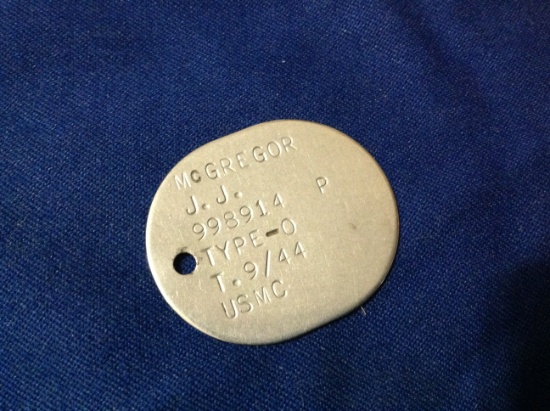 McGREGOR
J.J.
998914 P
TYPE-O
T.9/44
USMC